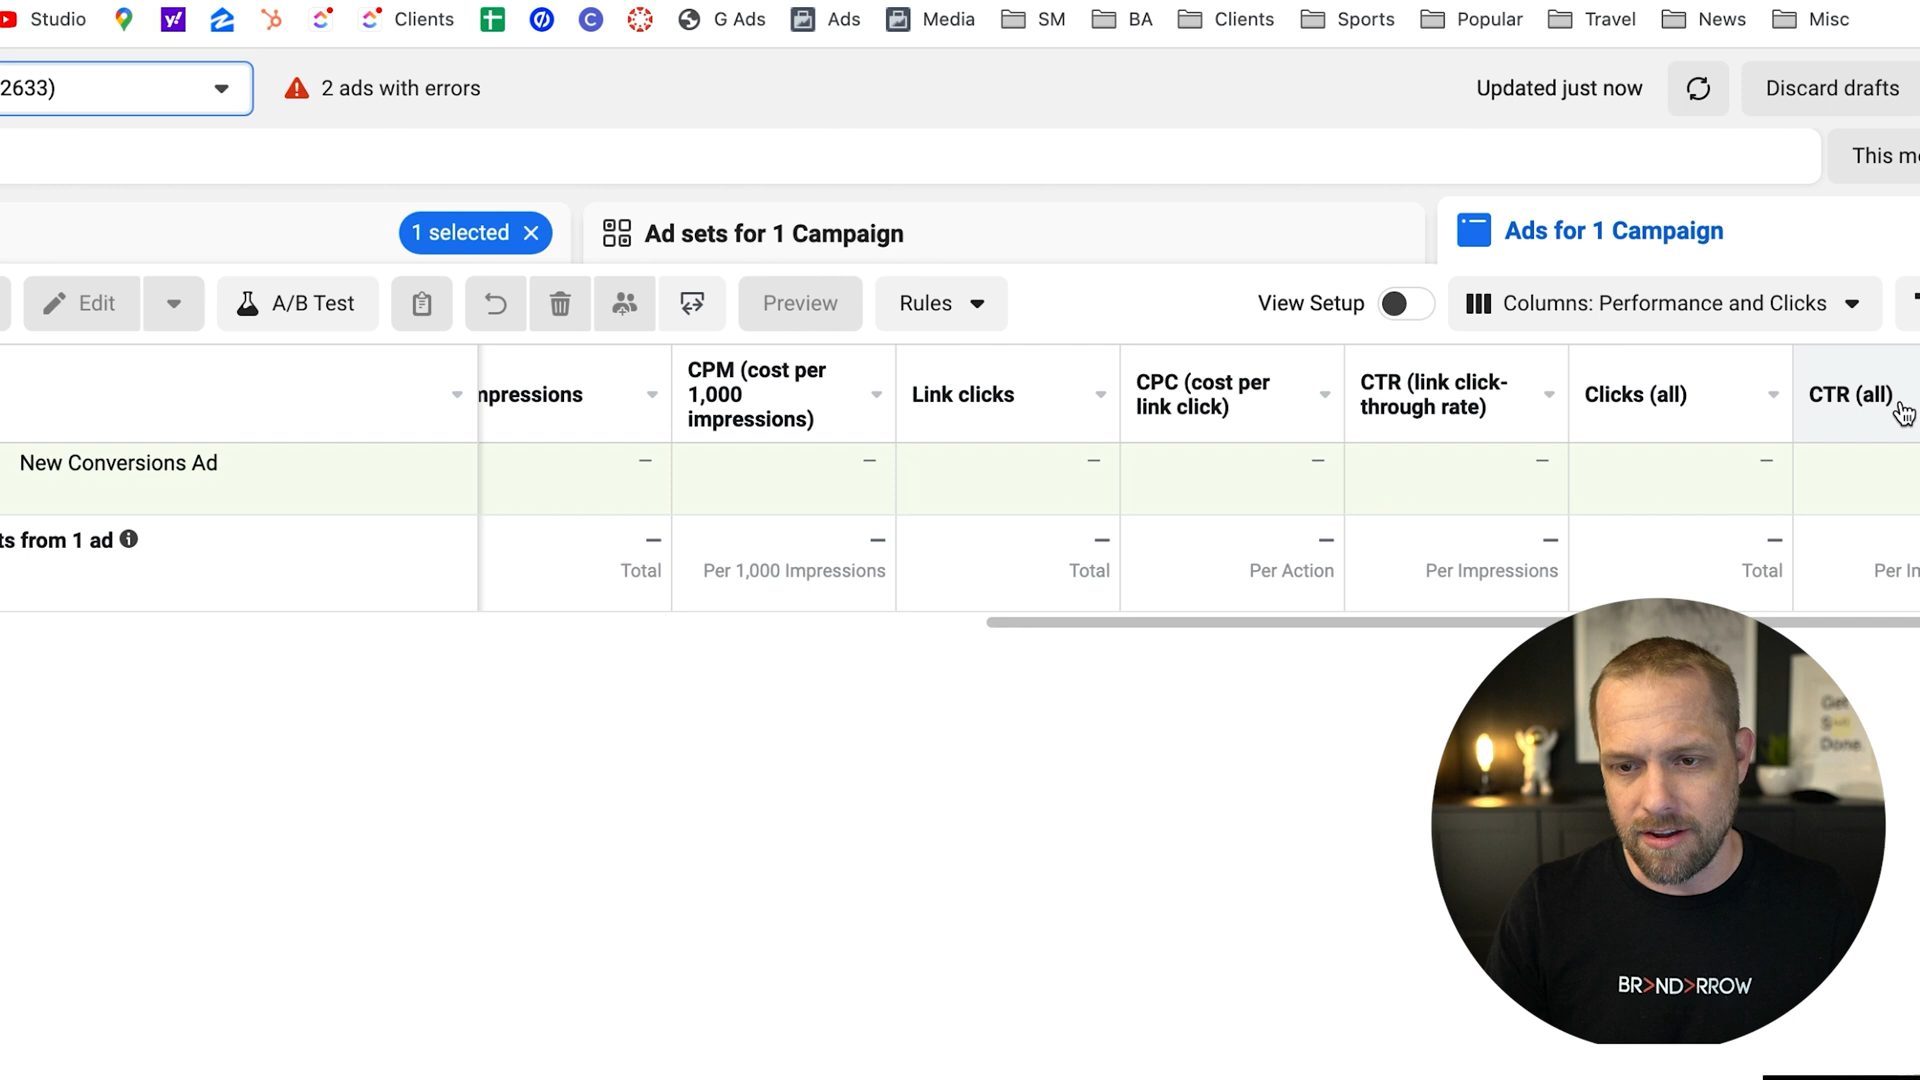 Studio
Clients
G Ads
Ads
Media
SM
BA
Clients
Sports
Popular
Travel
News
Misc
2633)
2 ads with errors
Updated just now
Discard drafts
This mo
1 selected
Ad sets for 1 Campaign
Ads for 1 Campaign
Edit
A/B Test
Preview
Rules
View Setup
Columns: Performance and Clicks
mpressions
CPM (cost per
1,000
impressions)
Link clicks
CPC (cost per
link click)
CTR (link click-
through rate)
Clicks (all)
CTR (all)
New Conversions Ad
— — — — — —
ts from 1 ad
— — — — — —
Total
Per 1,000 Impressions
Total
Per Action
Per Impressions
Total
Per In
Get
Done.
BR>ND>RROW